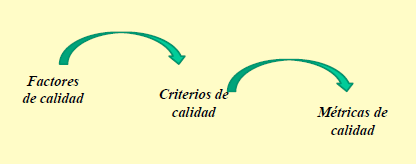 Factores
de calidad
Criterios de
calidad
Métricas de
calidad